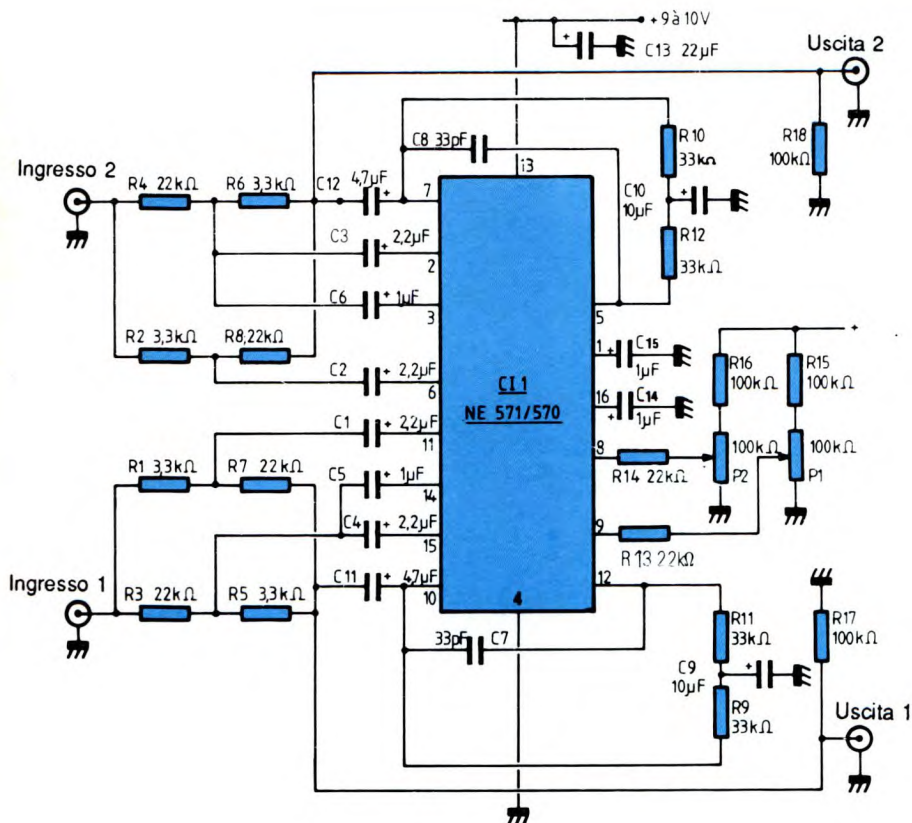 + 9 à 10V
+
C13 22µF
Uscita 2
Ingresso 2
R4 22kΩ
R6 3,3kΩ
C12
4,7µF
+
C8 33pF
i3
R10
33kΩ
R18
100kΩ
7
C10
10µF
+
C3
2,2µF
+
2
R12
33kΩ
C6
+ 1µF
3
5
R2 3,3kΩ
R8,22kΩ
C2
+ 2,2µF
6
1
+
C15
1µF
+
CI1
NE 571/570
R16
100kΩ
R15
100kΩ
16
+
C14
1µF
C1
+ 2,2µF
11
8
R14 22kΩ
100kΩ
P2
100kΩ
P1
R1 3,3kΩ
R7 22kΩ
C5
+ 1µF
14
C4
+ 2,2µF
15
9
R13 22kΩ
Ingresso 1
R3 22kΩ
R5 3,3kΩ
C11
+ 4,7µF
10
4
12
33pF
C7
R11
33kΩ
R17
100kΩ
C9
10µF
+
R9
33kΩ
Uscita 1